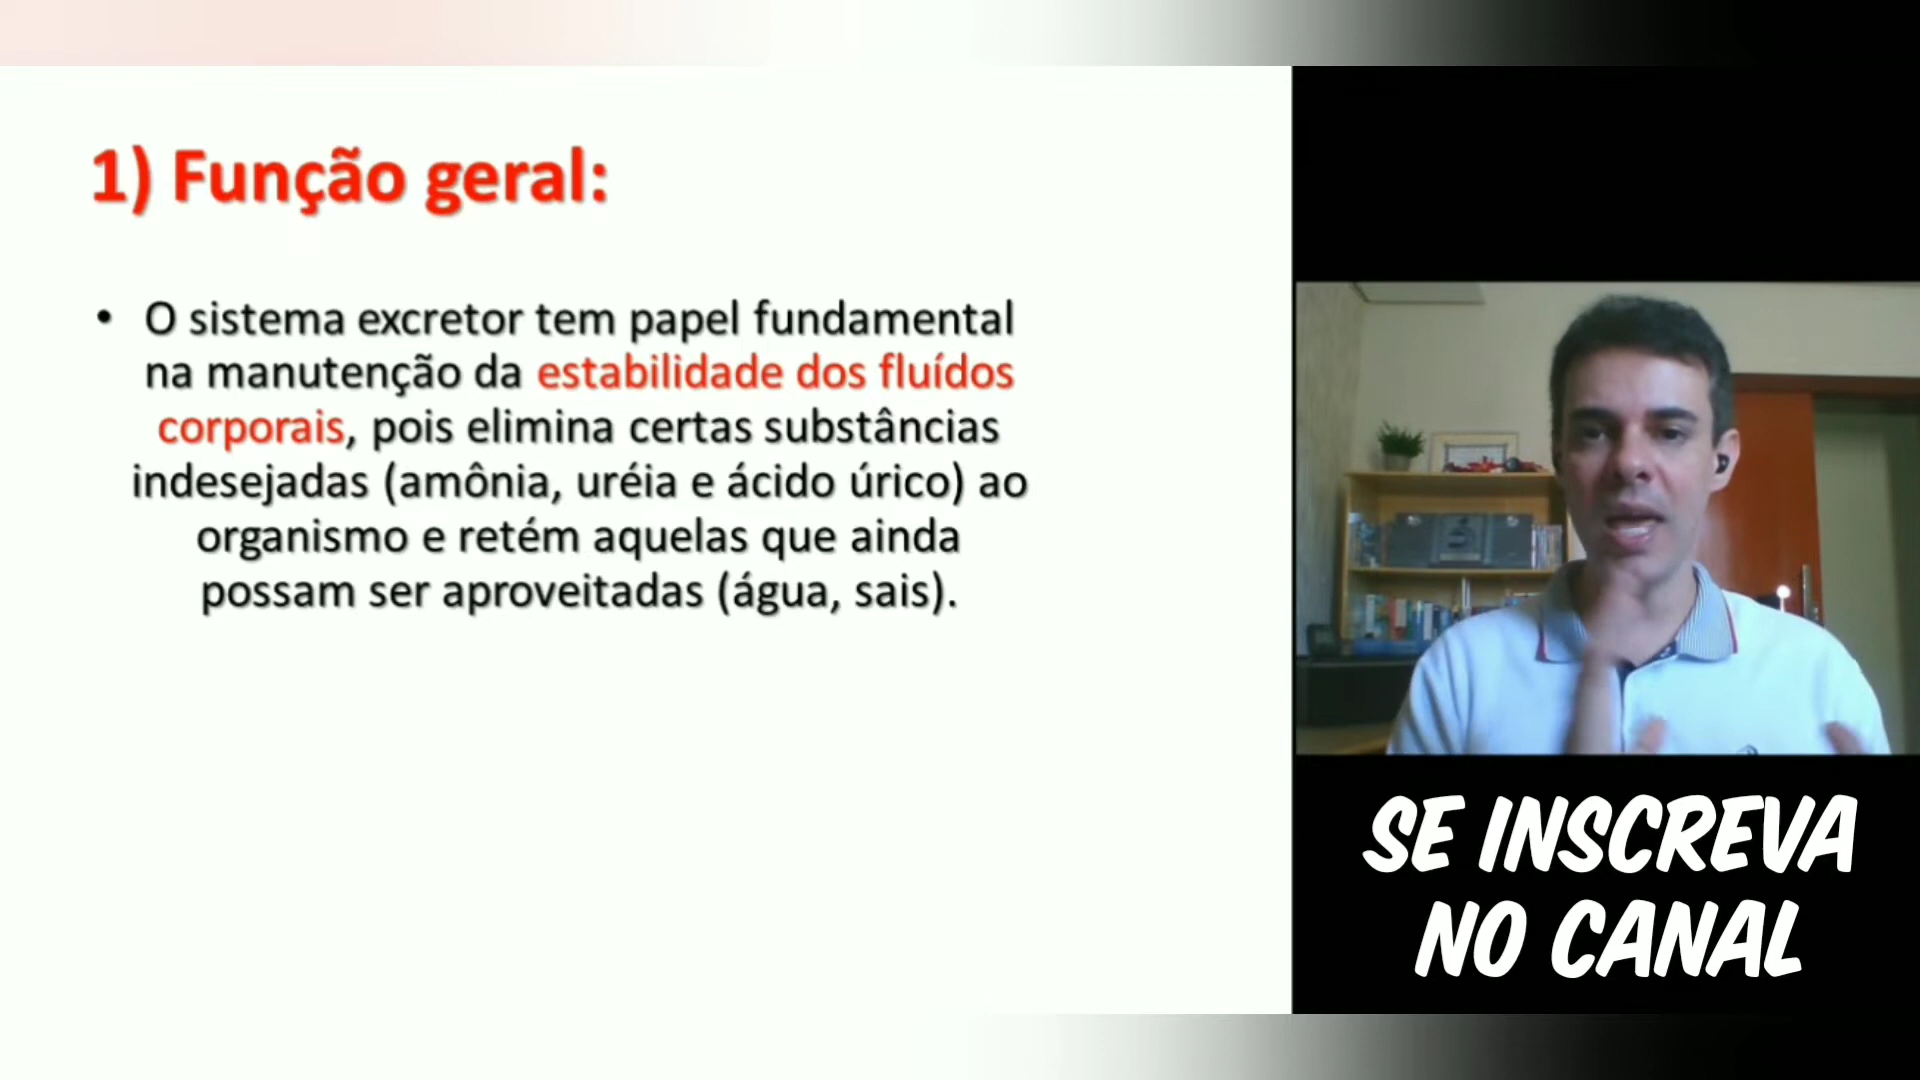 1) Função geral:
• O sistema excretor tem papel fundamental
na manutenção da estabilidade dos fluídos
corporais, pois elimina certas substâncias
indesejadas (amônia, uréia e ácido úrico) ao
organismo e retém aquelas que ainda
possam ser aproveitadas (água, sais).
SE INSCREVA
NO CANAL